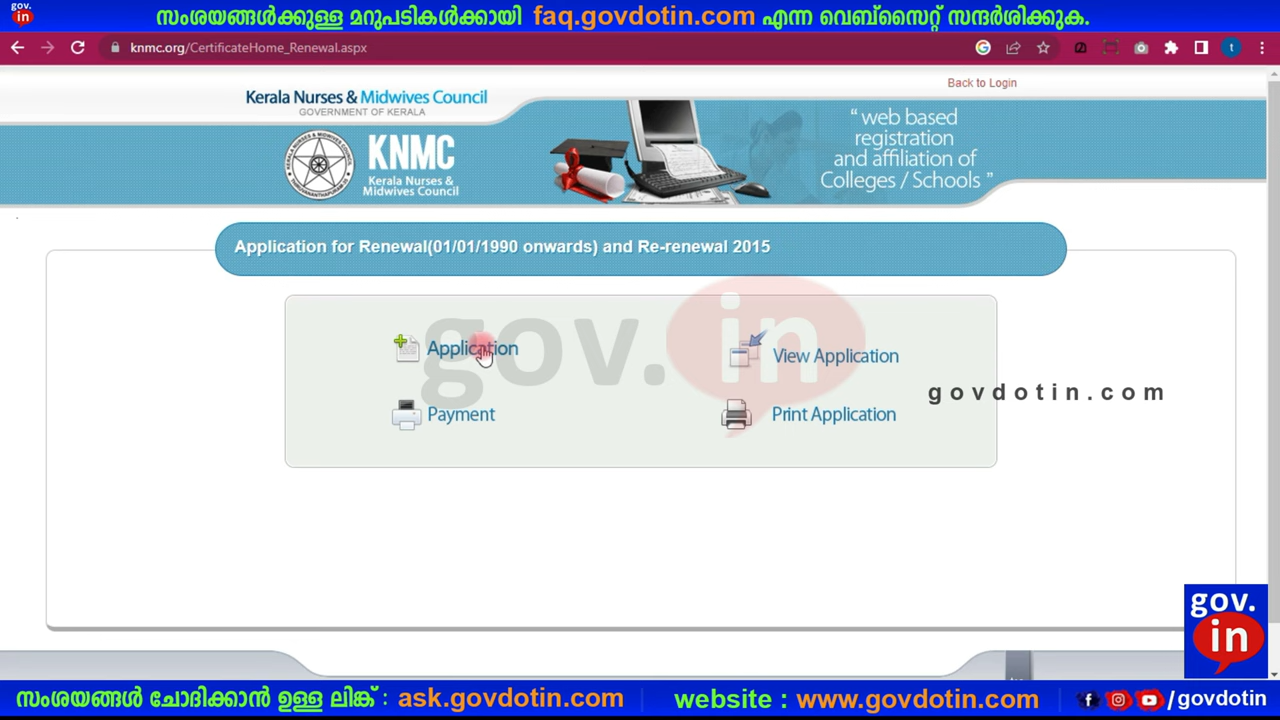 gov.
in
സംശയങ്ങൾക്കുള്ള മറുപടികൾക്കായി faq.govdotin.com എന്ന വെബ്സൈറ്റ് സന്ദർശിക്കുക.
knmc.org/CertificateHome_Renewal.aspx
t
Back to Login
Kerala Nurses & Midwives Council
GOVERNMENT OF KERALA
KNMC
Kerala Nurses &
Midwives Council
“ web based
registration
and affiliation of
Colleges / Schools ”
Application for Renewal(01/01/1990 onwards) and Re-renewal 2015
gov.in
Application
View Application
govdotin.com
Payment
Print Application
gov.
in
സംശയങ്ങൾ ചോദിക്കാൻ ഉള്ള ലിങ്ക് : ask.govdotin.com
website : www.govdotin.com
/govdotin